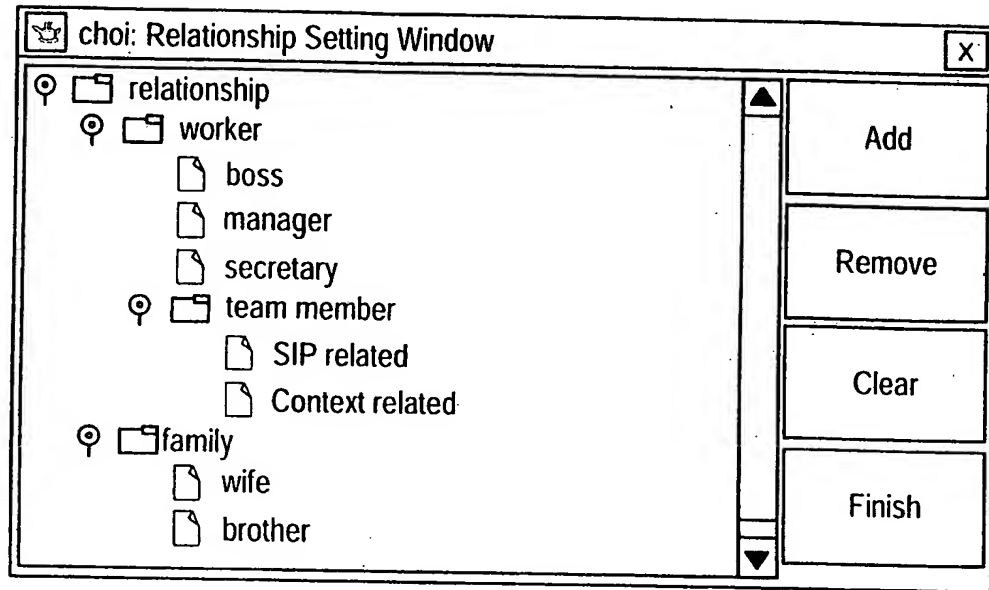 choi: Relationship Setting Window
X
relationship
worker
boss
manager
secretary
team member
SIP related
Context related
family
wife
brother
Add
Remove
Clear
Finish